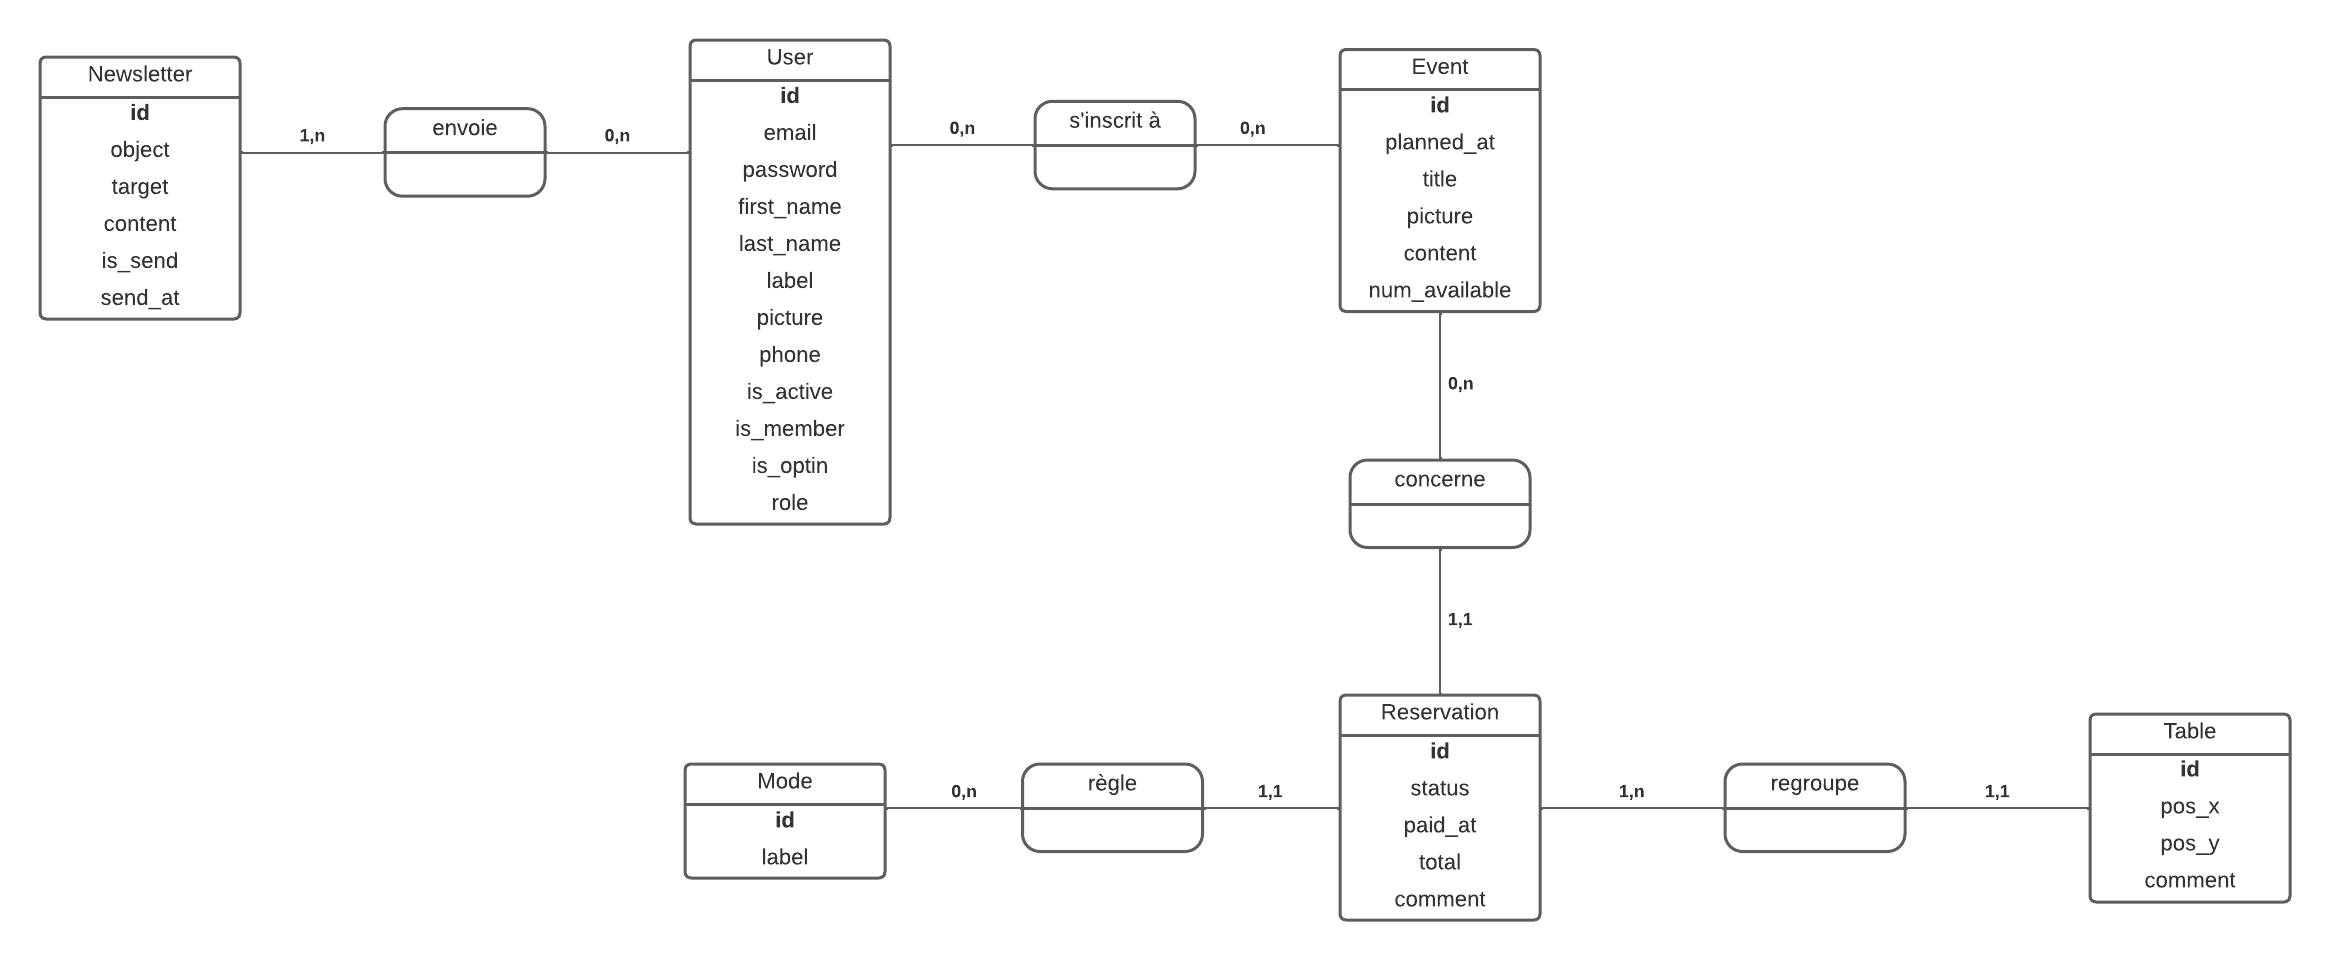 Newsletter
id
object
target
content
is_send
send_at
1,n
envoie
0,n
User
id
email
password
first_name
last_name
label
picture
phone
is_active
is_member
is_optin
role
0,n
s'inscrit à
0,n
Event
id
planned_at
title
picture
content
num_available
0,n
concerne
1,1
Mode
id
label
0,n
règle
1,1
Reservation
id
status
paid_at
total
comment
1,n
regroupe
1,1
Table
id
pos_x
pos_y
comment